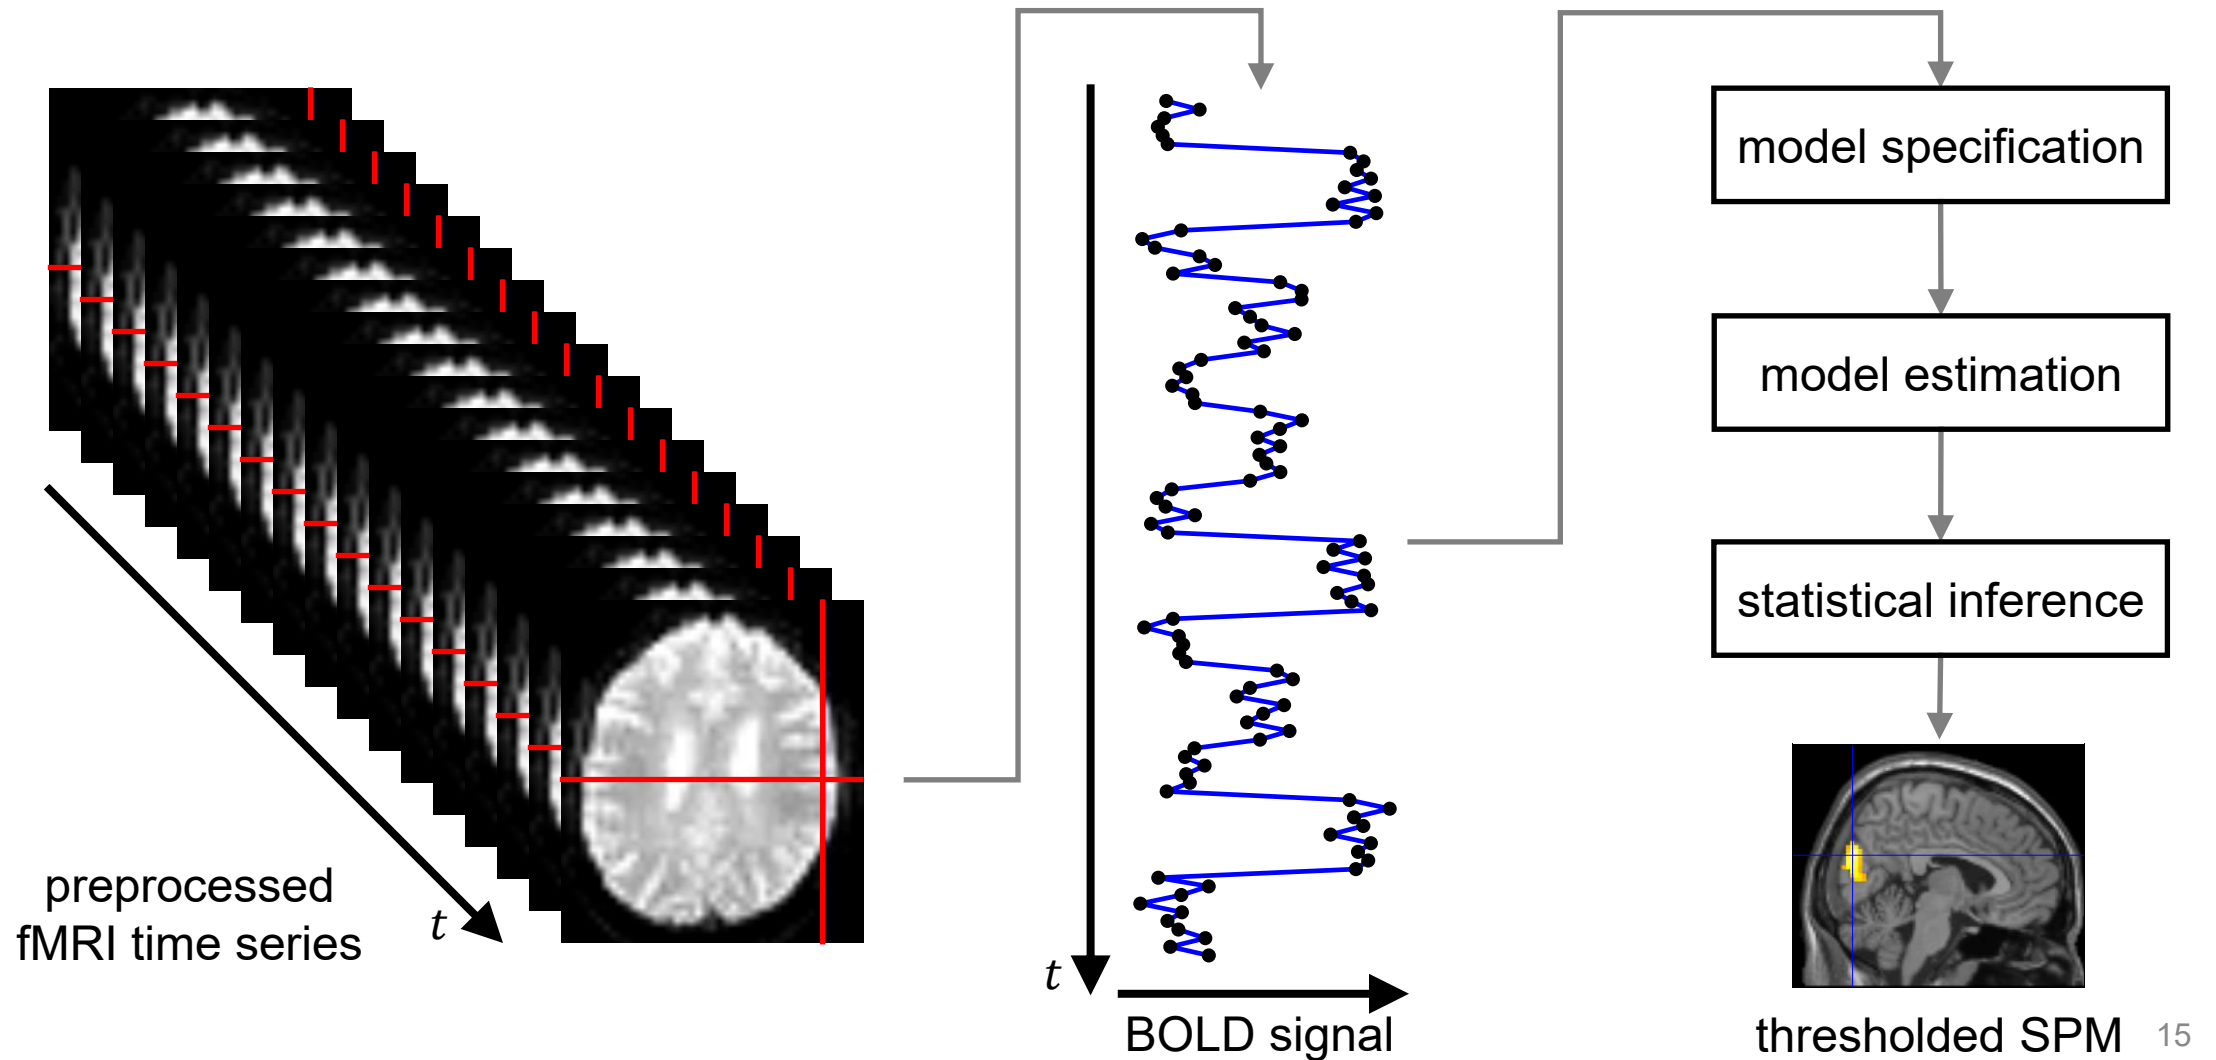 preprocessed
fMRI time series
t
t
BOLD signal
model specification
model estimation
statistical inference
thresholded SPM
15